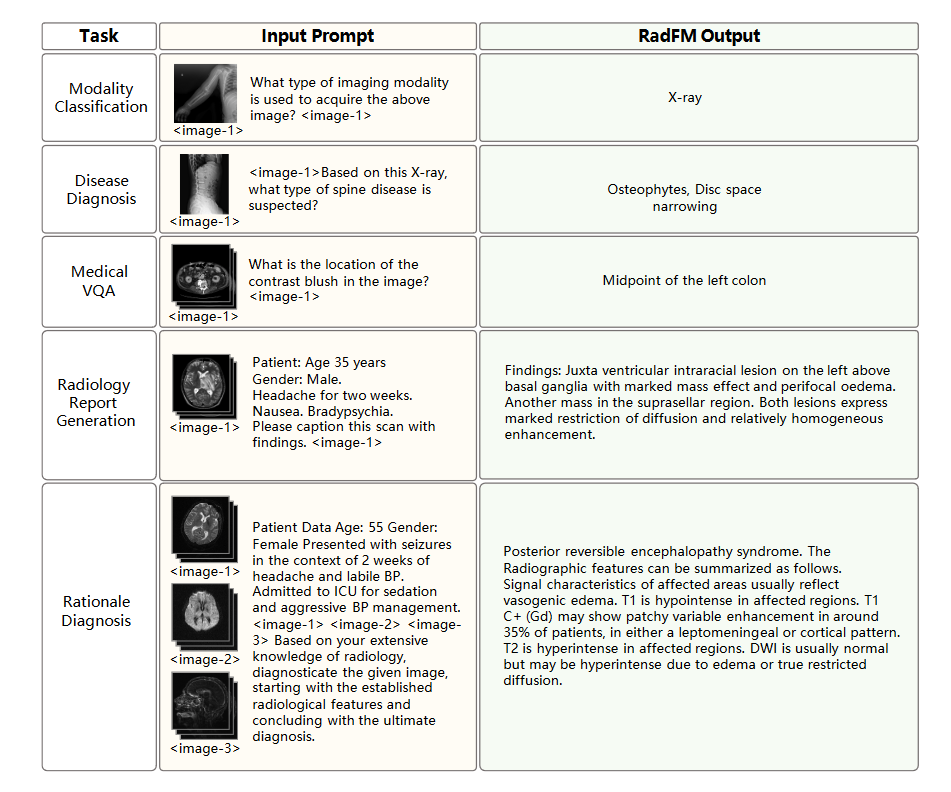 Task
Input Prompt
RadFM Output
Modality
Classification
<image-1>
What type of imaging modality
is used to acquire the above
image? <image-1>
X-ray
Disease
Diagnosis
<image-1>
<image-1>Based on this X-ray,
what type of spine disease is
suspected?
Osteophytes, Disc space
narrowing
Medical
VQA
<image-1>
What is the location of the
contrast blush in the image?
<image-1>
Midpoint of the left colon
Radiology
Report
Generation
<image-1>
Patient: Age 35 years
Gender: Male.
Headache for two weeks.
Nausea. Bradypsychia.
Please caption this scan with
findings. <image-1>
Findings: Juxta ventricular intraracial lesion on the left above
basal ganglia with marked mass effect and perifocal oedema.
Another mass in the suprasellar region. Both lesions express
marked restriction of diffusion and relatively homogeneous
enhancement.
Rationale
Diagnosis
<image-1>
<image-2>
<image-3>
Patient Data Age: 55 Gender:
Female Presented with seizures
in the context of 2 weeks of
headache and labile BP.
Admitted to ICU for sedation
and aggressive BP management.
<image-1> <image-2> <image-
3> Based on your extensive
knowledge of radiology,
diagnosticate the given image,
starting with the established
radiological features and
concluding with the ultimate
diagnosis.
Posterior reversible encephalopathy syndrome. The
Radiographic features can be summarized as follows.
Signal characteristics of affected areas usually reflect
vasogenic edema. T1 is hypointense in affected regions. T1
C+ (Gd) may show patchy variable enhancement in around
35% of patients, in either a leptomeningeal or cortical pattern.
T2 is hyperintense in affected regions. DWI is usually normal
but may be hyperintense due to edema or true restricted
diffusion.